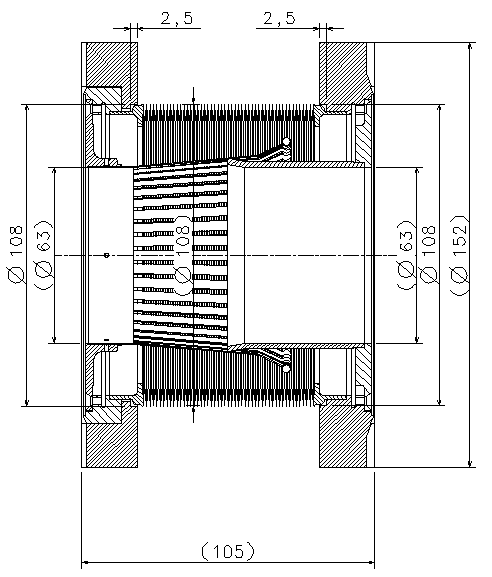 2,5
2,5
Ø 108
(Ø 63)
(Ø 108)
(Ø 63)
Ø 108
(Ø 152)
(105)